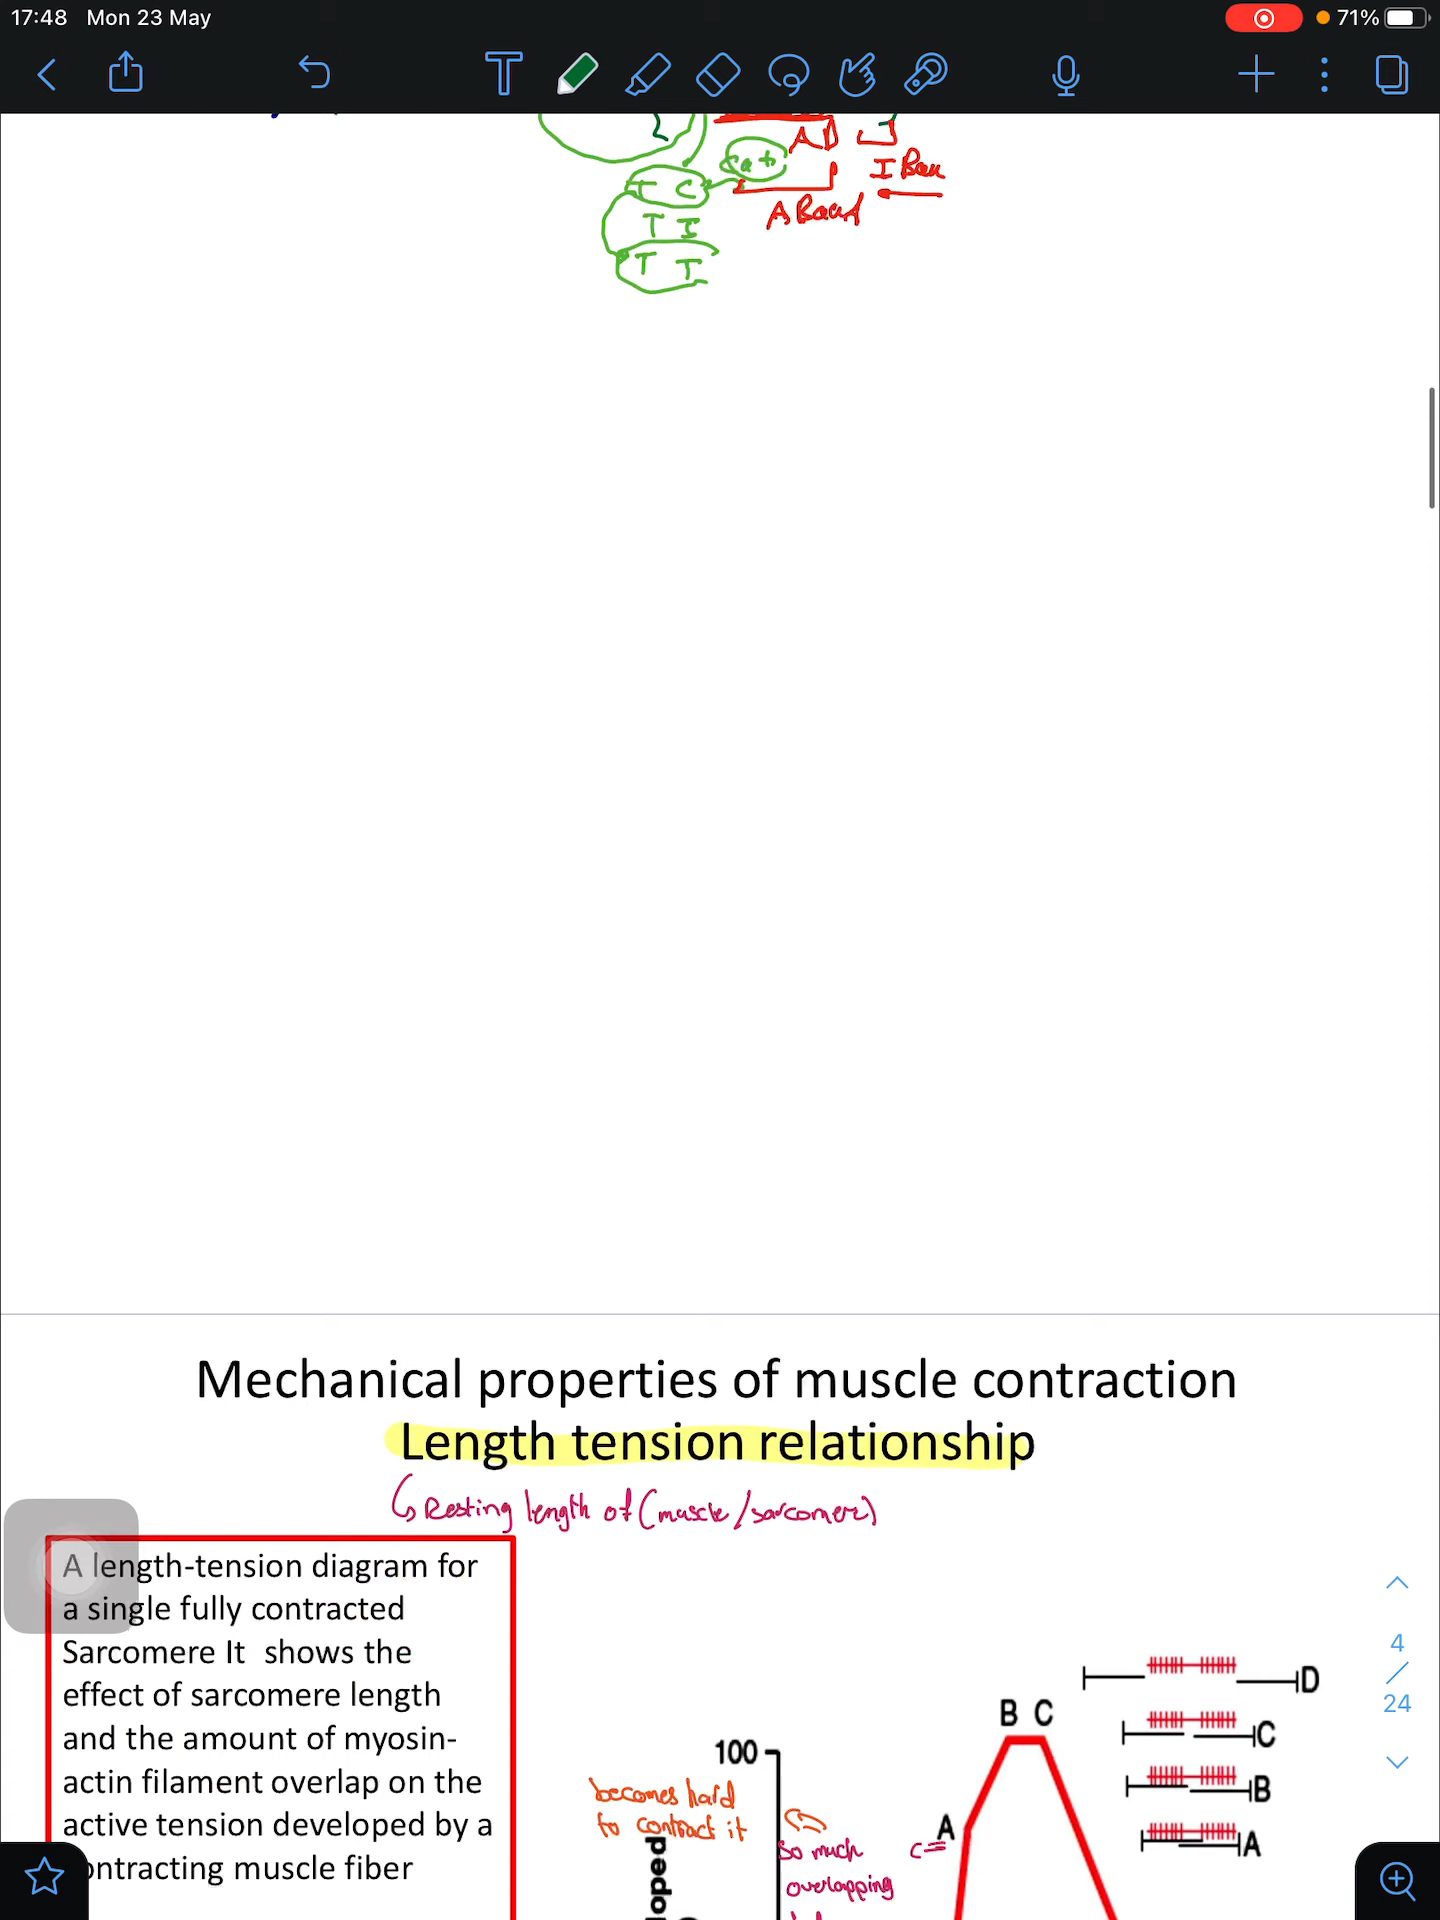 17:48 Mon 23 May
71%
T
A
I Ban
Ca+
T C
A Band
T I
T T
Mechanical properties of muscle contraction
Length tension relationship
Resting length of (muscle/sarcomere)
A length-tension diagram for
a single fully contracted
Sarcomere It shows the
effect of sarcomere length
and the amount of myosin-
actin filament overlap on the
active tension developed by a
ontracting muscle fiber
4
/
24
D
B C
C
100
B
becomes hard
to contract it
A
A
so much
overlapping
loped